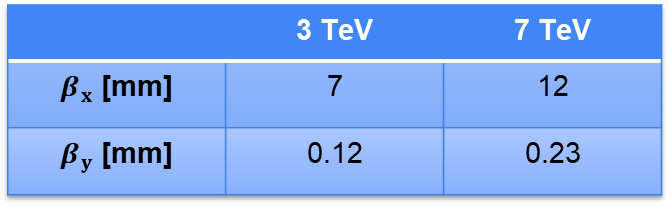 3 TeV 7 TeV
βx [mm] 7 12
βy [mm] 0.12 0.23